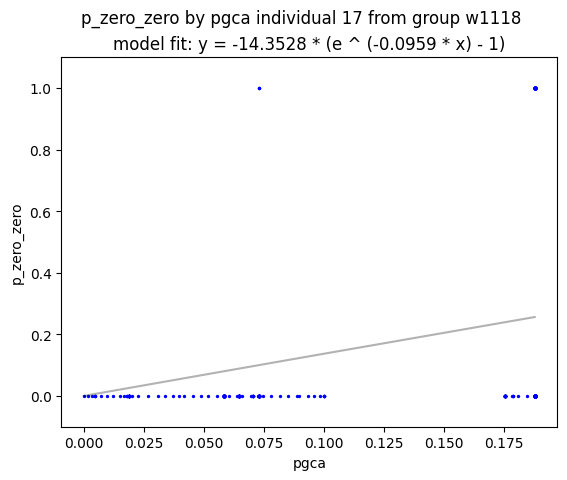 p_zero_zero by pgca individual 17 from group w1118
model fit: y = -14.3528 * (e ^ (-0.0959 * x) - 1)
1.0
0.8
0.6
0.4
0.2
0.0
p_zero_zero
0.000 0.025 0.050 0.075 0.100 0.125 0.150 0.175
pgca